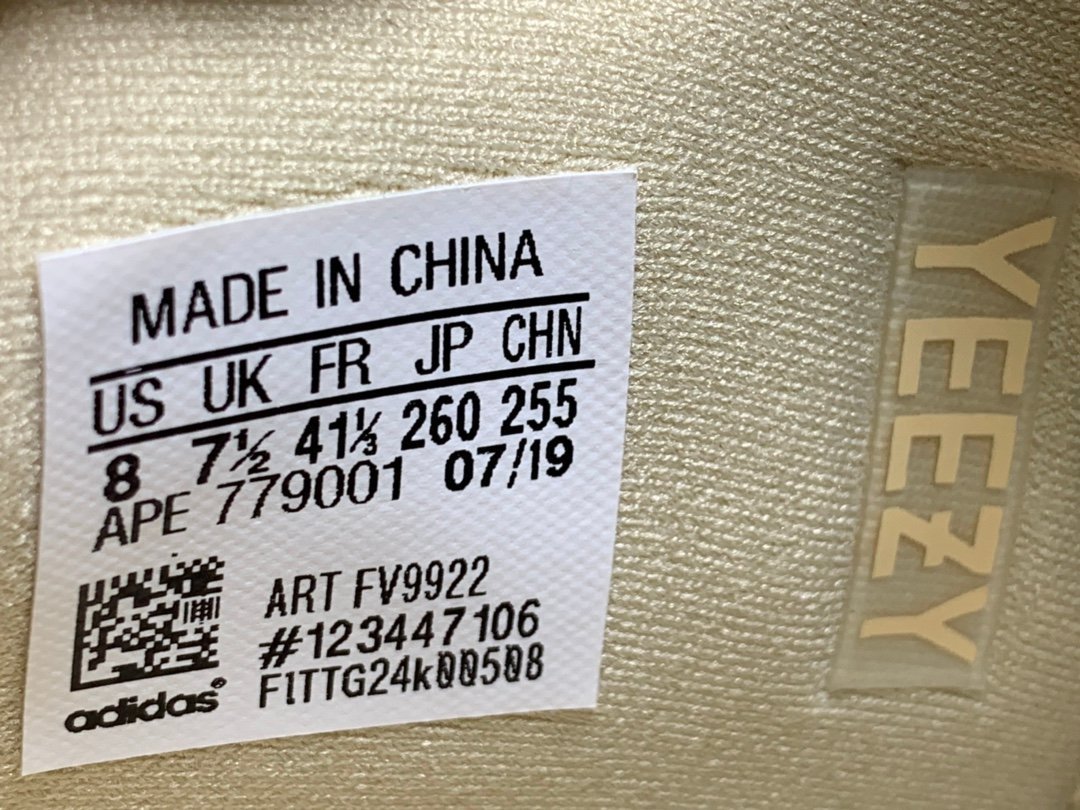 MADE IN CHINA
US UK FR JP CHN
8 7½ 41⅓ 260 255
APE 779001 07/19
ART FV9922
#123447106
FlTTG24k00508
adidas®
YEEZY